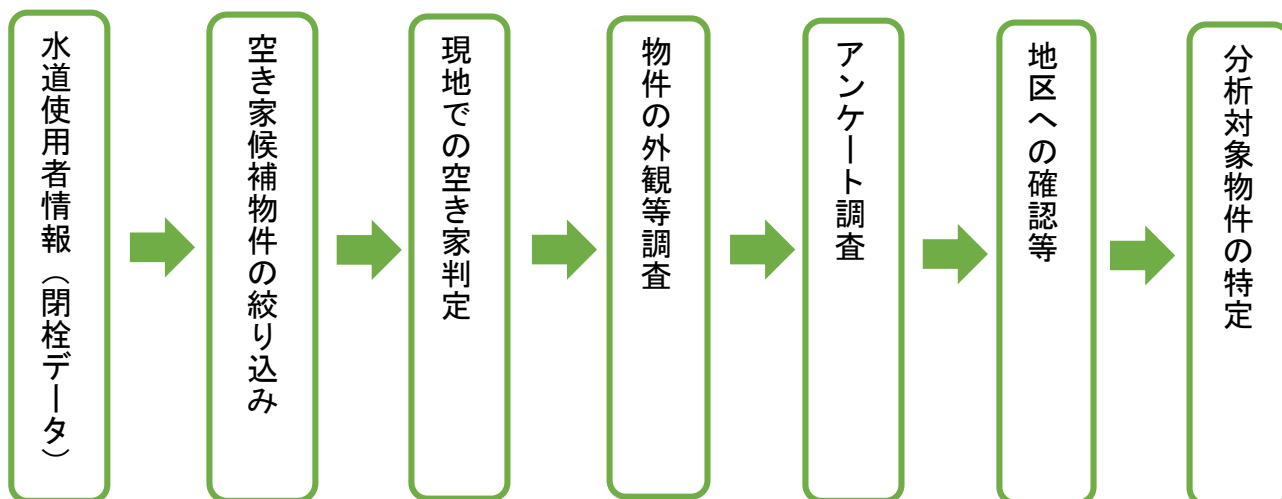 水道使用者情報（閉栓データ）
空き家候補物件の絞り込み
現地での空き家判定
物件の外観等調査
アンケート調査
地区への確認等
分析対象物件の特定